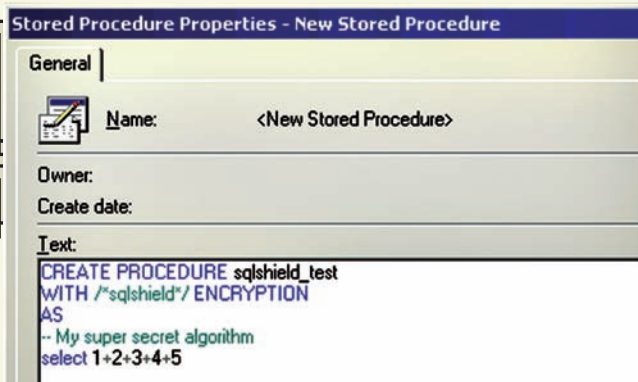 Stored Procedure Properties - New Stored Procedure
General
Name: <New Stored Procedure>
Owner:
Create date:
Text:
CREATE PROCEDURE sqlshield_test
WITH /*sqlshield*/ ENCRYPTION
AS
-- My super secret algorithm
select 1+2+3+4+5